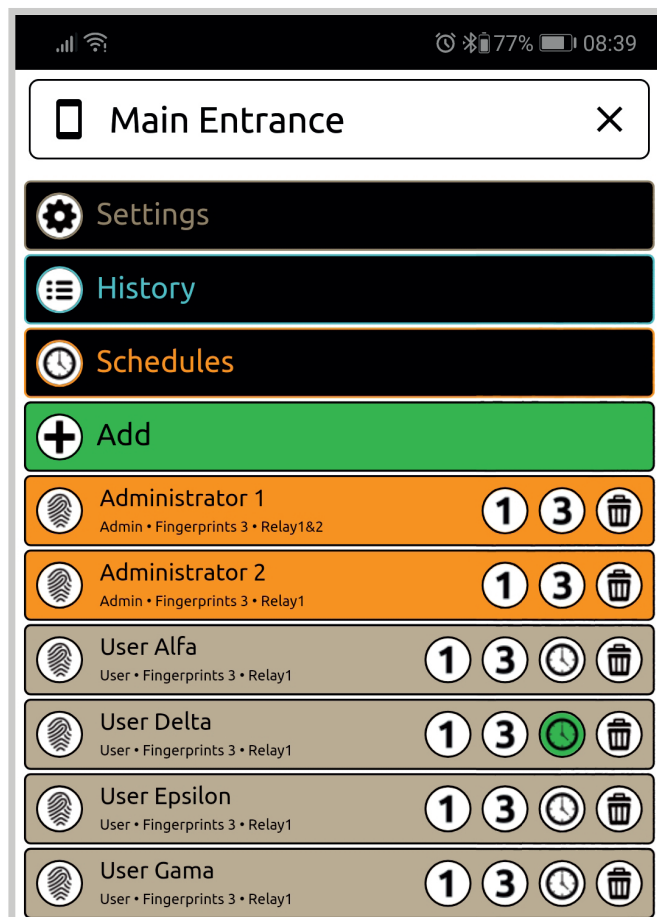 77% 08:39
Main Entrance
Settings
History
Schedules
Add
Administrator 1
Admin • Fingerprints 3 • Relay1&2
1 3
Administrator 2
Admin • Fingerprints 3 • Relay1
1 3
User Alfa
User • Fingerprints 3 • Relay1
1 3
User Delta
User • Fingerprints 3 • Relay1
1 3
User Epsilon
User • Fingerprints 3 • Relay1
1 3
User Gama
User • Fingerprints 3 • Relay1
1 3